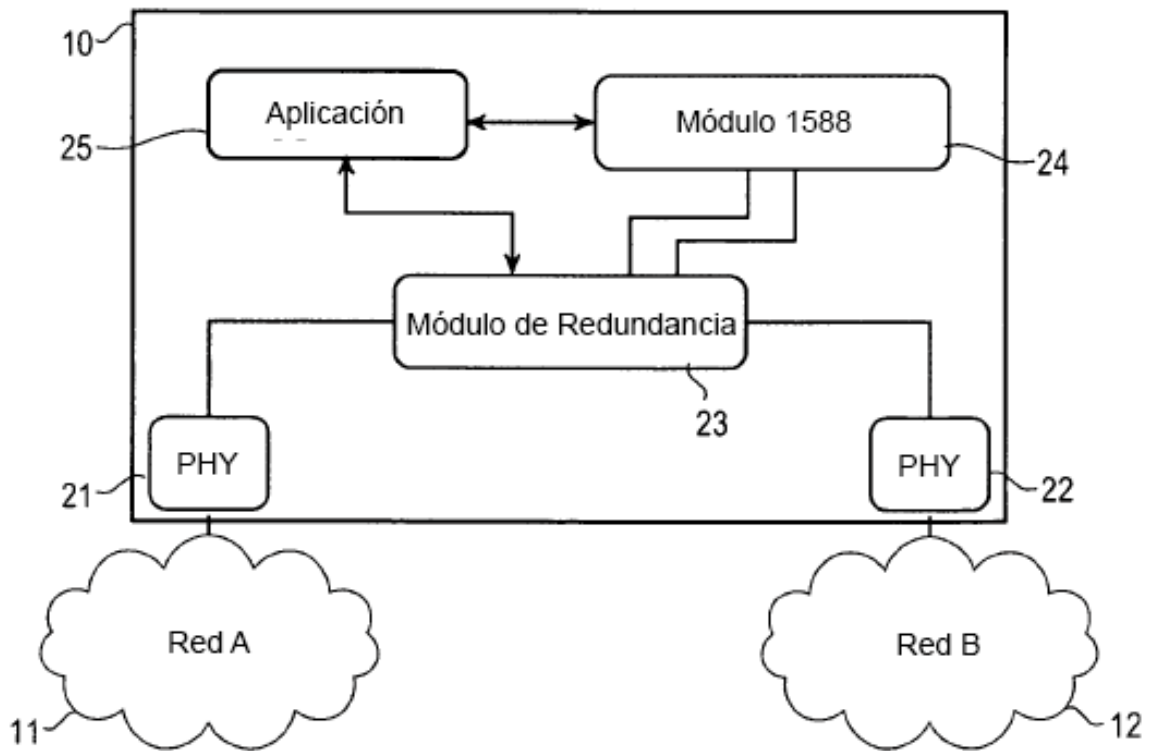 10
Aplicación
Módulo 1588
25
24
Módulo de Redundancia
23
PHY
PHY
21
22
Red A
Red B
11
12